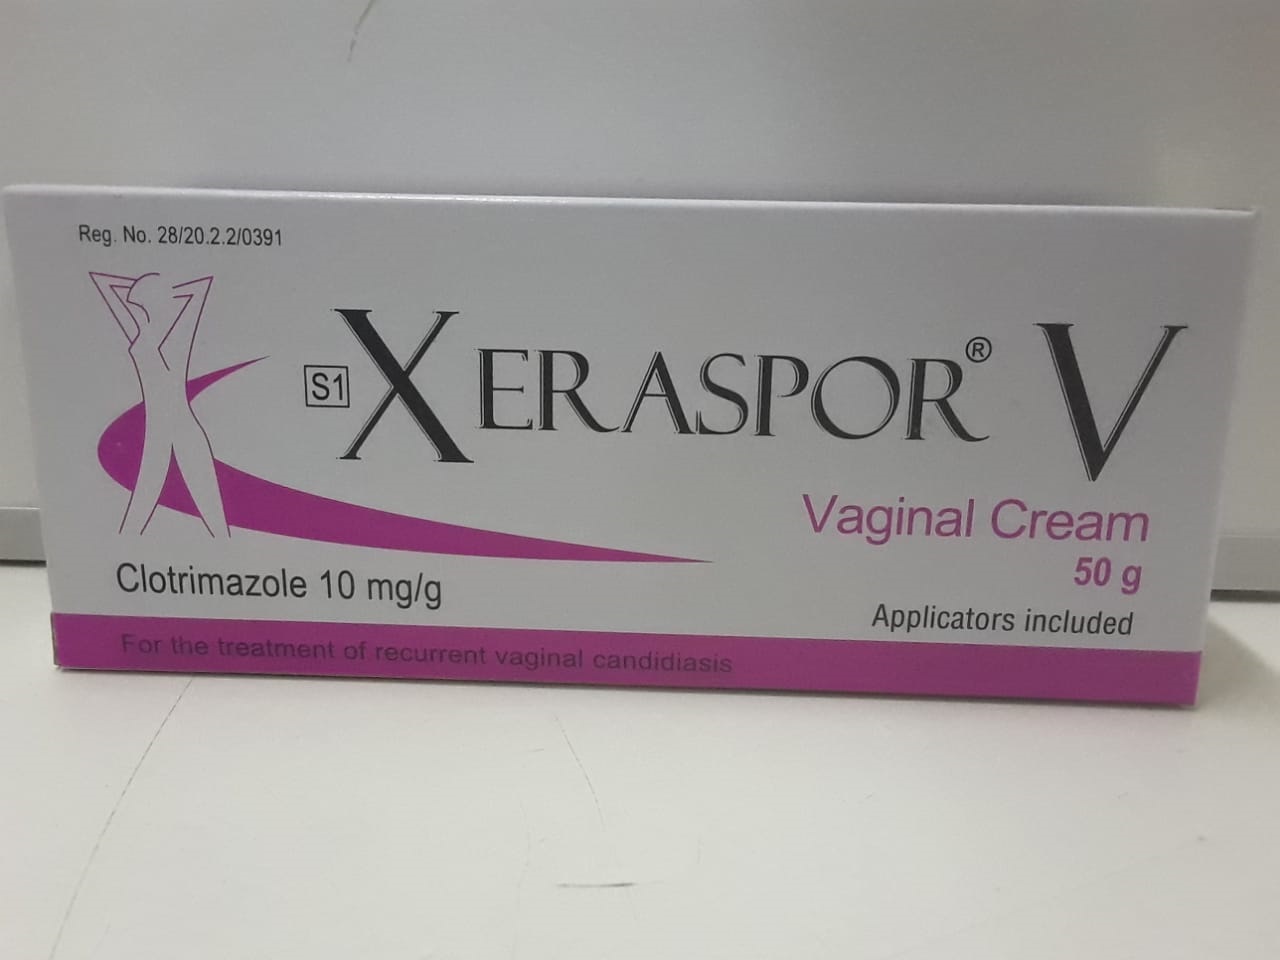 Reg. No. 28/20.2.2/0391
S1 XERASPOR® V
Vaginal Cream
50 g
Clotrimazole 10 mg/g
Applicators included
For the treatment of recurrent vaginal candidiasis